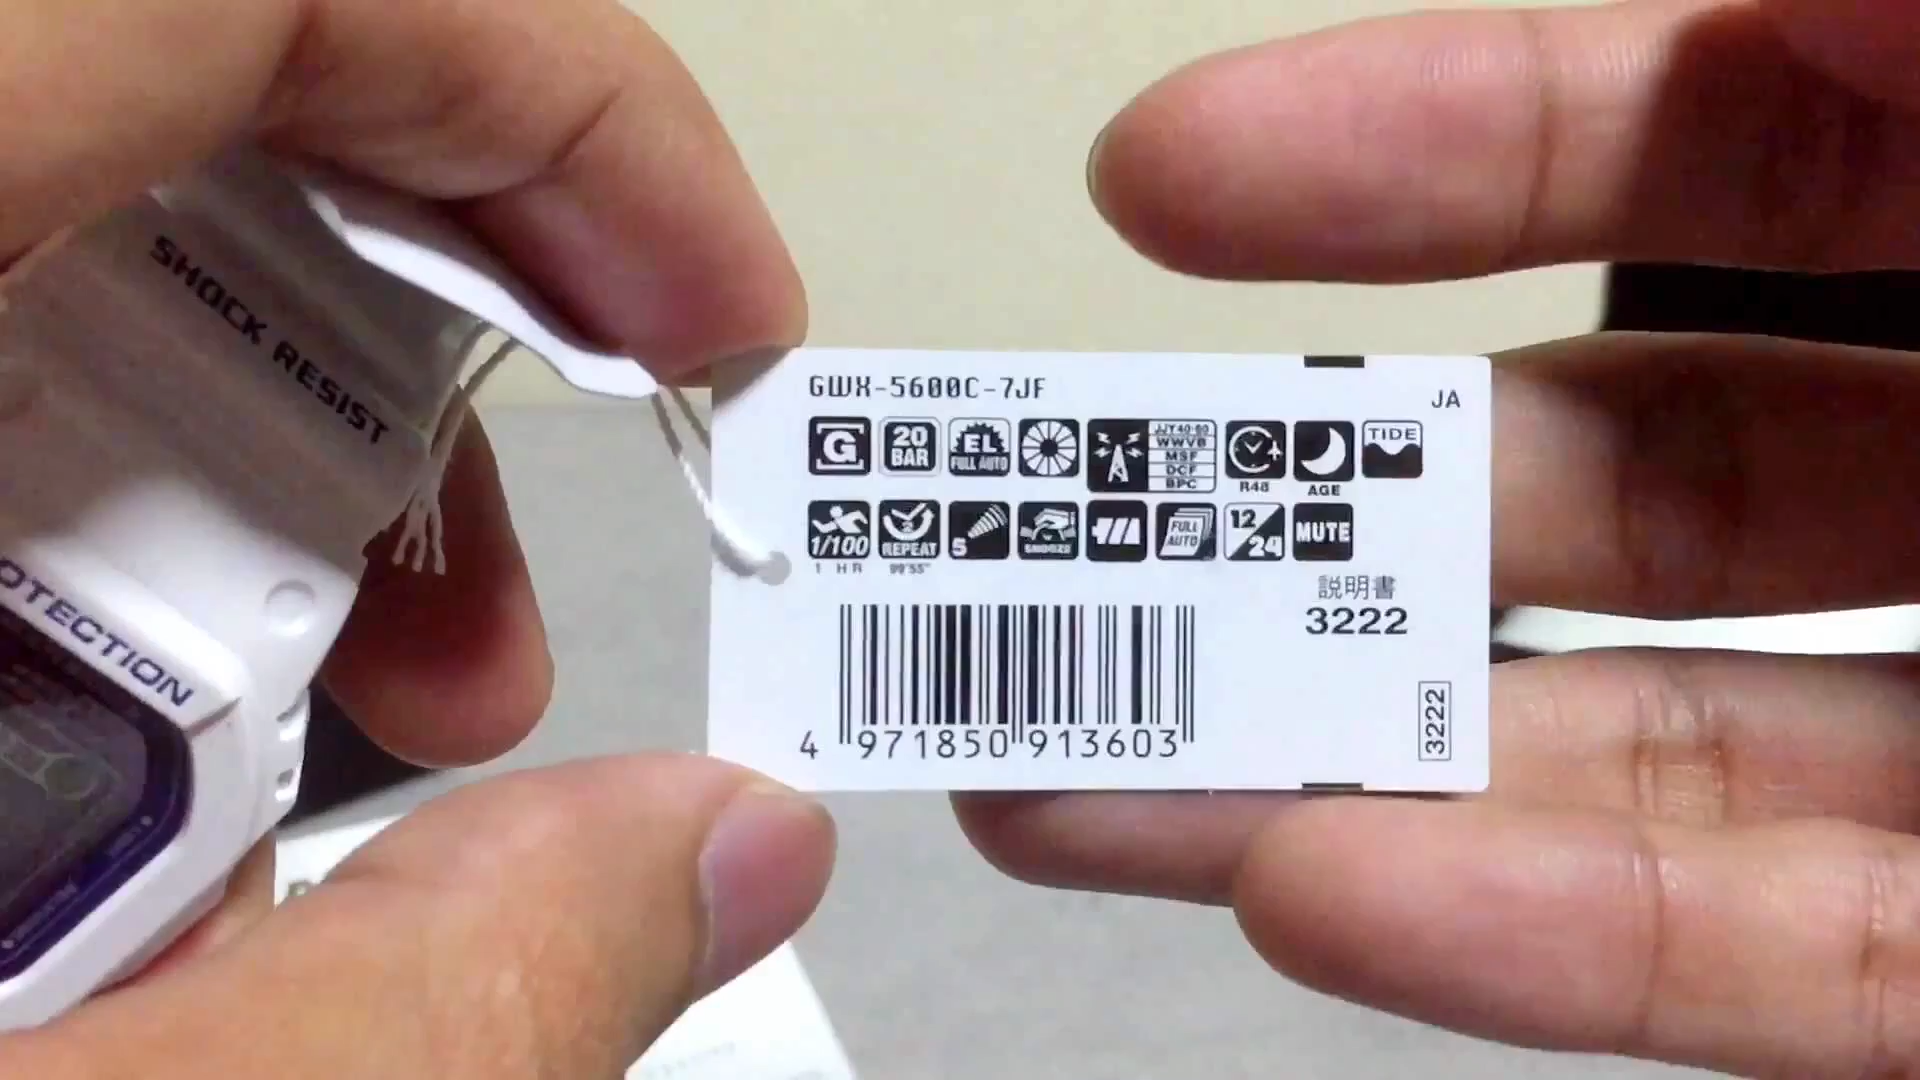 SHOCK RESIST
OTECTION
GWX-5600C-7JF
JA
G
20 BAR
EL FULL AUTO
JJY40·60
WWVB
MSF
DCF
BPC
R48
AGE
TIDE
1/100
1 HR
2 REPEAT
99'55"
5
SNOOZE
FULL AUTO
12/24
MUTE
説明書
3222
3222
4 971850 913603